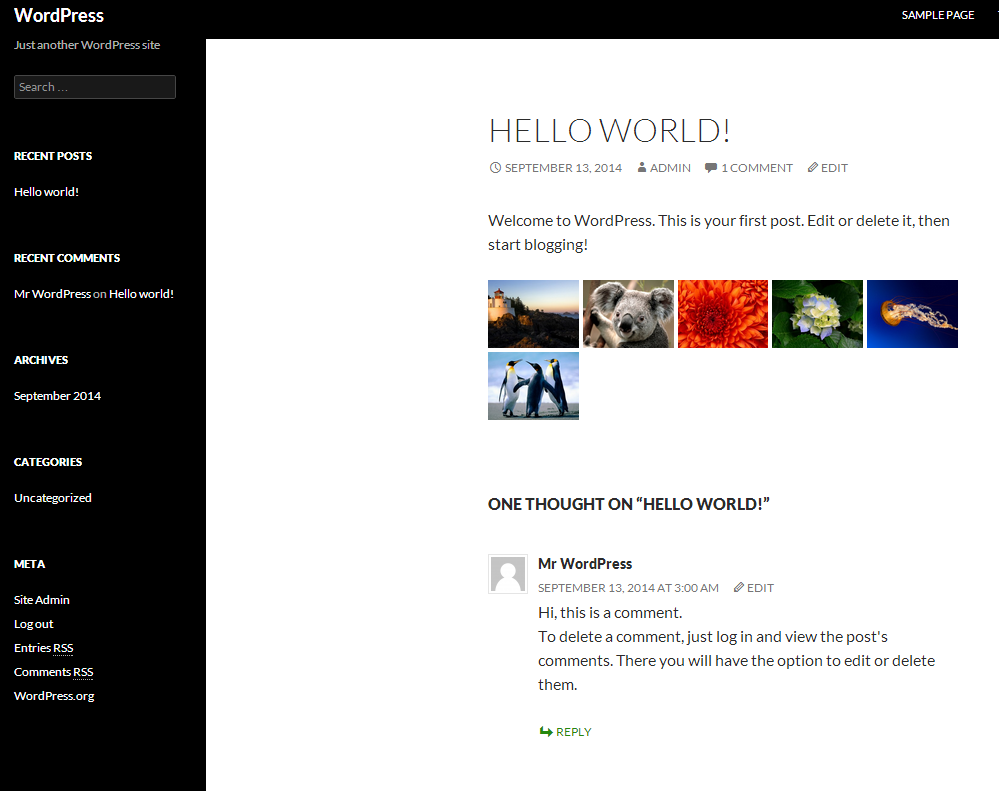 WordPress
SAMPLE PAGE
Just another WordPress site
Search …
RECENT POSTS
Hello world!
RECENT COMMENTS
Mr WordPress on Hello world!
ARCHIVES
September 2014
CATEGORIES
Uncategorized
META
Site Admin
Log out
Entries RSS
Comments RSS
WordPress.org
HELLO WORLD!
SEPTEMBER 13, 2014 ADMIN 1 COMMENT EDIT
Welcome to WordPress. This is your first post. Edit or delete it, then
start blogging!
ONE THOUGHT ON “HELLO WORLD!”
Mr WordPress
SEPTEMBER 13, 2014 AT 3:00 AM EDIT
Hi, this is a comment.
To delete a comment, just log in and view the post's
comments. There you will have the option to edit or delete
them.
REPLY